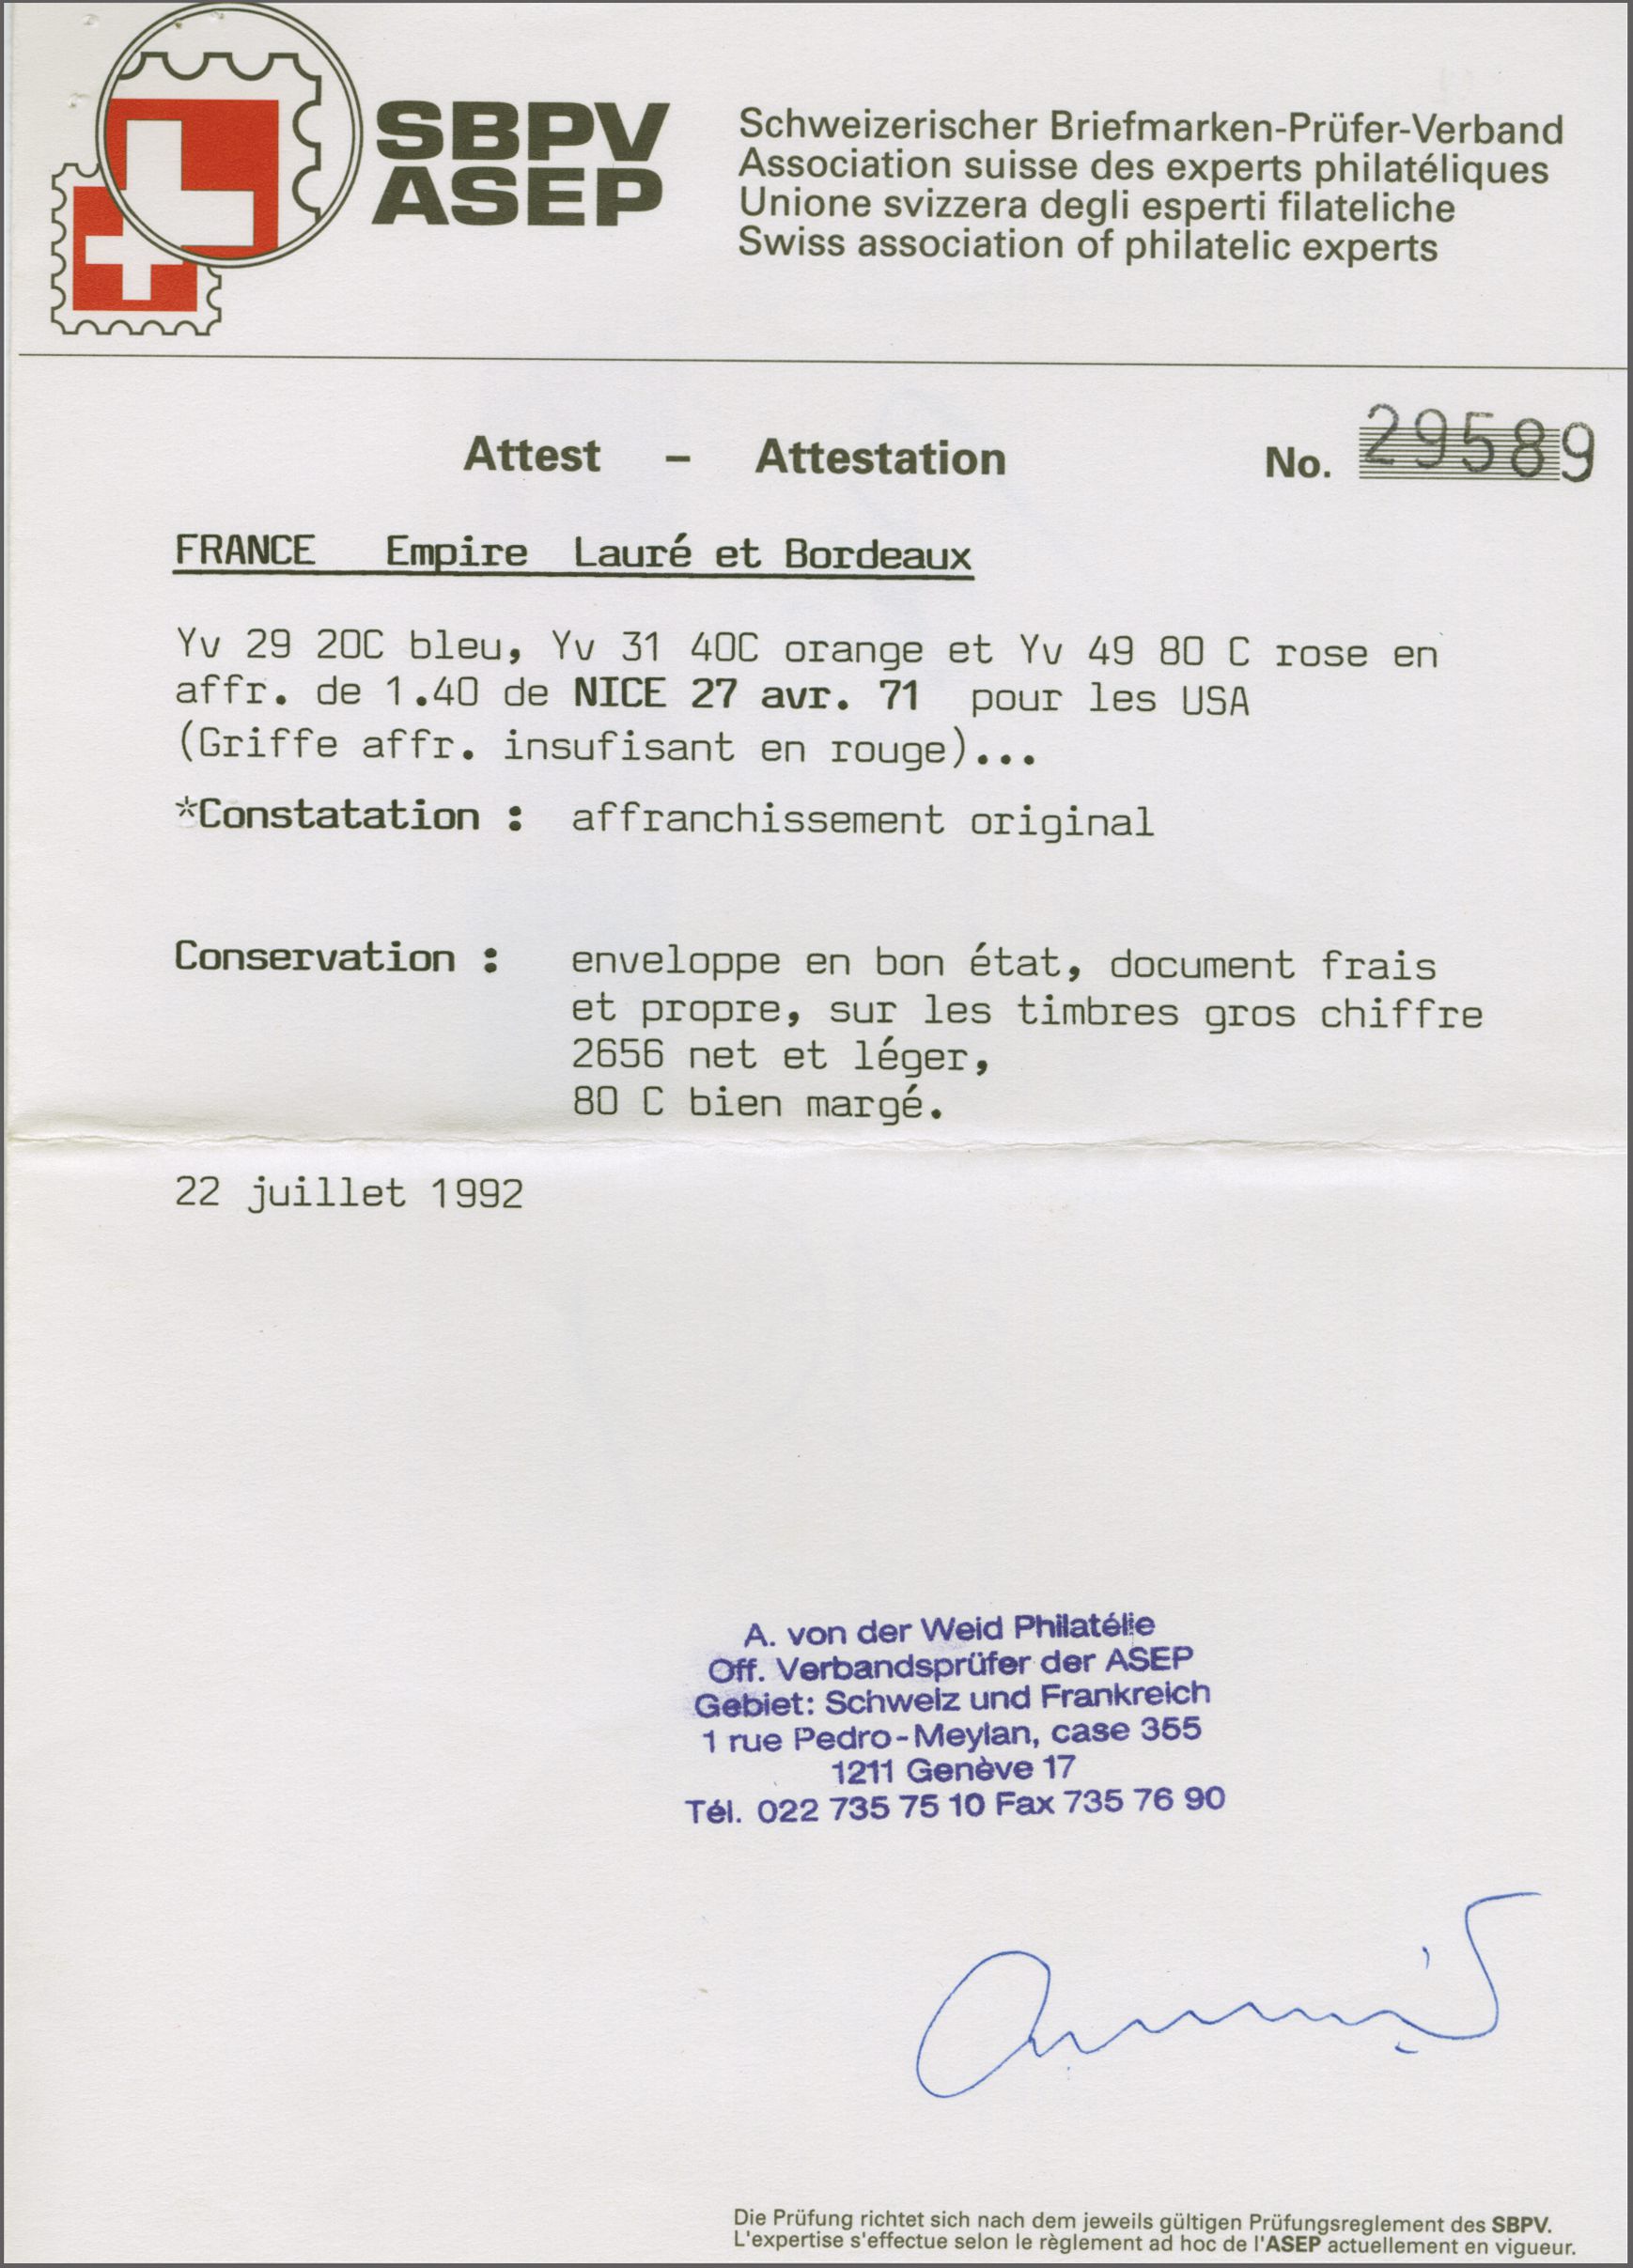 SBPV
ASEP
Schweizerischer Briefmarken-Prüfer-Verband
Association suisse des experts philatéliques
Unione svizzera degli esperti filateliche
Swiss association of philatelic experts
Attest – Attestation No. 29589
FRANCE Empire Lauré et Bordeaux
Yv 29 20C bleu, Yv 31 40C orange et Yv 49 80 C rose en
affr. de 1.40 de NICE 27 avr. 71 pour les USA
(Griffe affr. insufisant en rouge)...
*Constatation : affranchissement original
Conservation : enveloppe en bon état, document frais
et propre, sur les timbres gros chiffre
2656 net et léger,
80 C bien margé.
22 juillet 1992
A. von der Weid Philatélie
Off. Verbandsprüfer der ASEP
Gebiet: Schweiz und Frankreich
1 rue Pedro-Meylan, case 355
1211 Genève 17
Tél. 022 735 75 10 Fax 735 76 90
Die Prüfung richtet sich nach dem jeweils gültigen Prüfungsreglement des SBPV.
L'expertise s'effectue selon le règlement ad hoc de l'ASEP actuellement en vigueur.